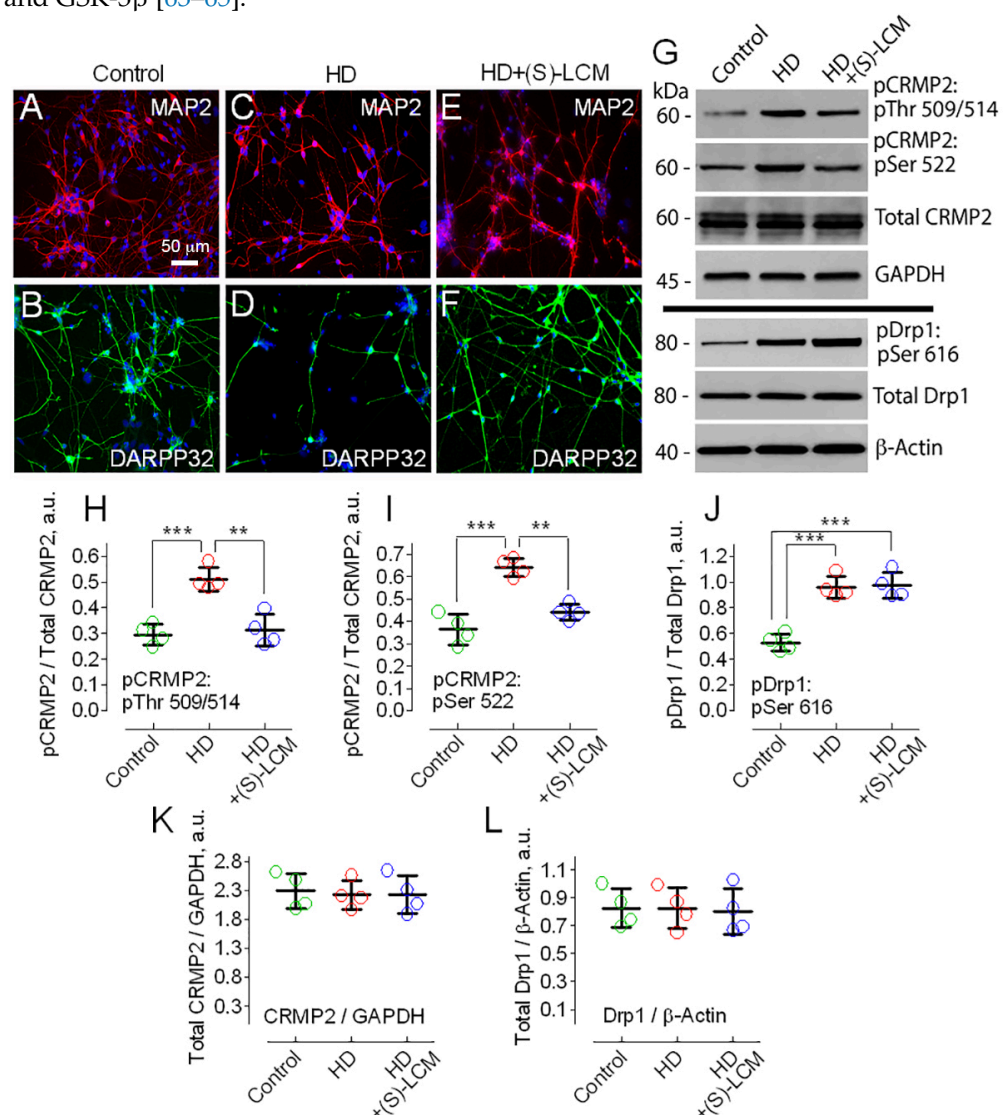 and GSK-3β [63–65].
Control
HD
HD+(S)-LCM
A
MAP2
50 µm
C
MAP2
E
MAP2
B
DARPP32
D
DARPP32
F
DARPP32
G
Control
HD
HD
+(S)-LCM
kDa
60 -
pCRMP2:
pThr 509/514
60 -
pCRMP2:
pSer 522
60 -
Total CRMP2
45 -
GAPDH
80 -
pDrp1:
pSer 616
80 -
Total Drp1
40 -
β-Actin
H
pCRMP2 / Total CRMP2, a.u.
0.6
0.5
0.4
0.3
0.2
0.1
0.0
***
**
pCRMP2:
pThr 509/514
Control
HD
HD
+(S)-LCM
I
pCRMP2 / Total CRMP2, a.u.
0.7
0.6
0.5
0.4
0.3
0.2
0.1
0.0
***
**
pCRMP2:
pSer 522
Control
HD
HD
+(S)-LCM
J
pDrp1 / Total Drp1, a.u.
1.2
1.0
0.8
0.6
0.4
0.2
0.0
***
***
pDrp1:
pSer 616
Control
HD
HD
+(S)-LCM
K
Total CRMP2 / GAPDH, a.u.
2.8
2.3
1.8
1.3
0.8
0.3
CRMP2 / GAPDH
Control
HD
HD
+(S)-LCM
L
Total Drp1 / β-Actin, a.u.
1.1
0.9
0.7
0.5
0.3
0.1
Drp1 / β-Actin
Control
HD
HD
+(S)-LCM